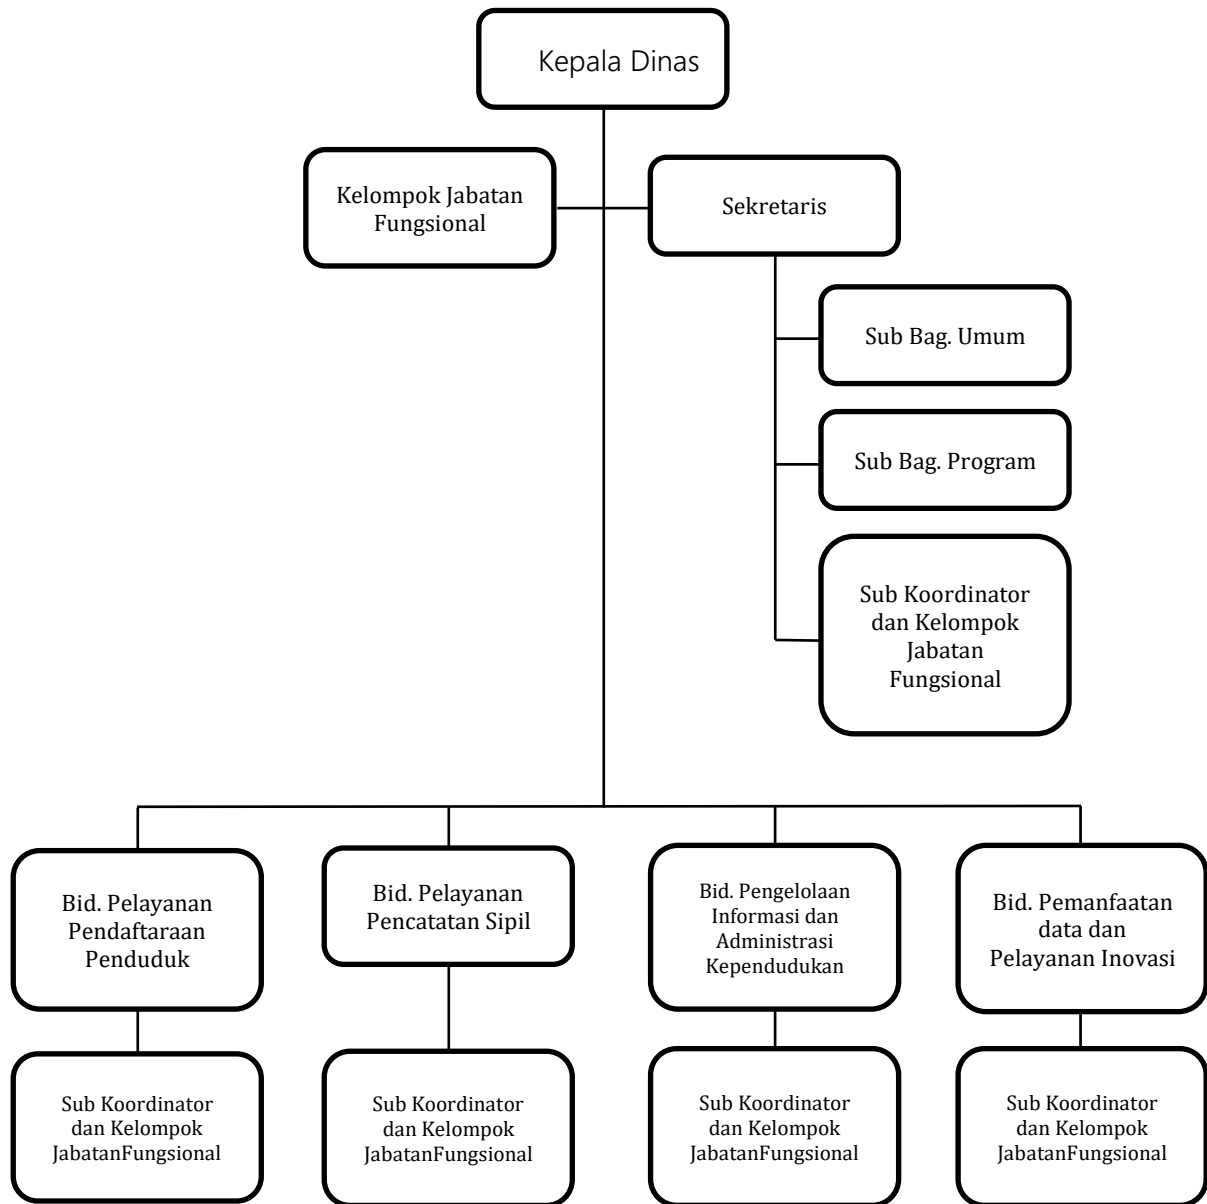 Kepala Dinas
Kelompok Jabatan
Fungsional
Sekretaris
Sub Bag. Umum
Sub Bag. Program
Sub Koordinator
dan Kelompok
Jabatan
Fungsional
Bid. Pelayanan
Pendaftaraan
Penduduk
Bid. Pelayanan
Pencatatan Sipil
Bid. Pengelolaan
Informasi dan
Administrasi
Kependudukan
Bid. Pemanfaatan
data dan
Pelayanan Inovasi
Sub Koordinator
dan Kelompok
JabatanFungsional
Sub Koordinator
dan Kelompok
JabatanFungsional
Sub Koordinator
dan Kelompok
JabatanFungsional
Sub Koordinator
dan Kelompok
JabatanFungsional